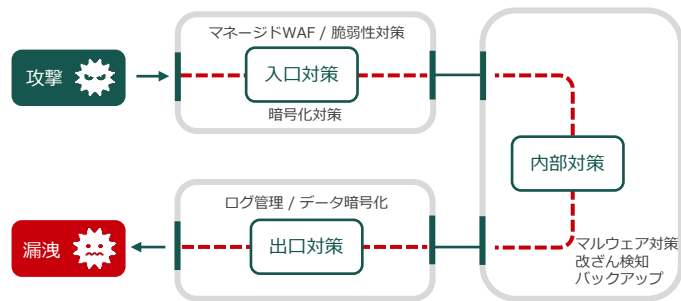 マネージドWAF / 脆弱性対策
攻撃
入口対策
暗号化対策
内部対策
ログ管理 / データ暗号化
漏洩
出口対策
マルウェア対策
改ざん検知
バックアップ